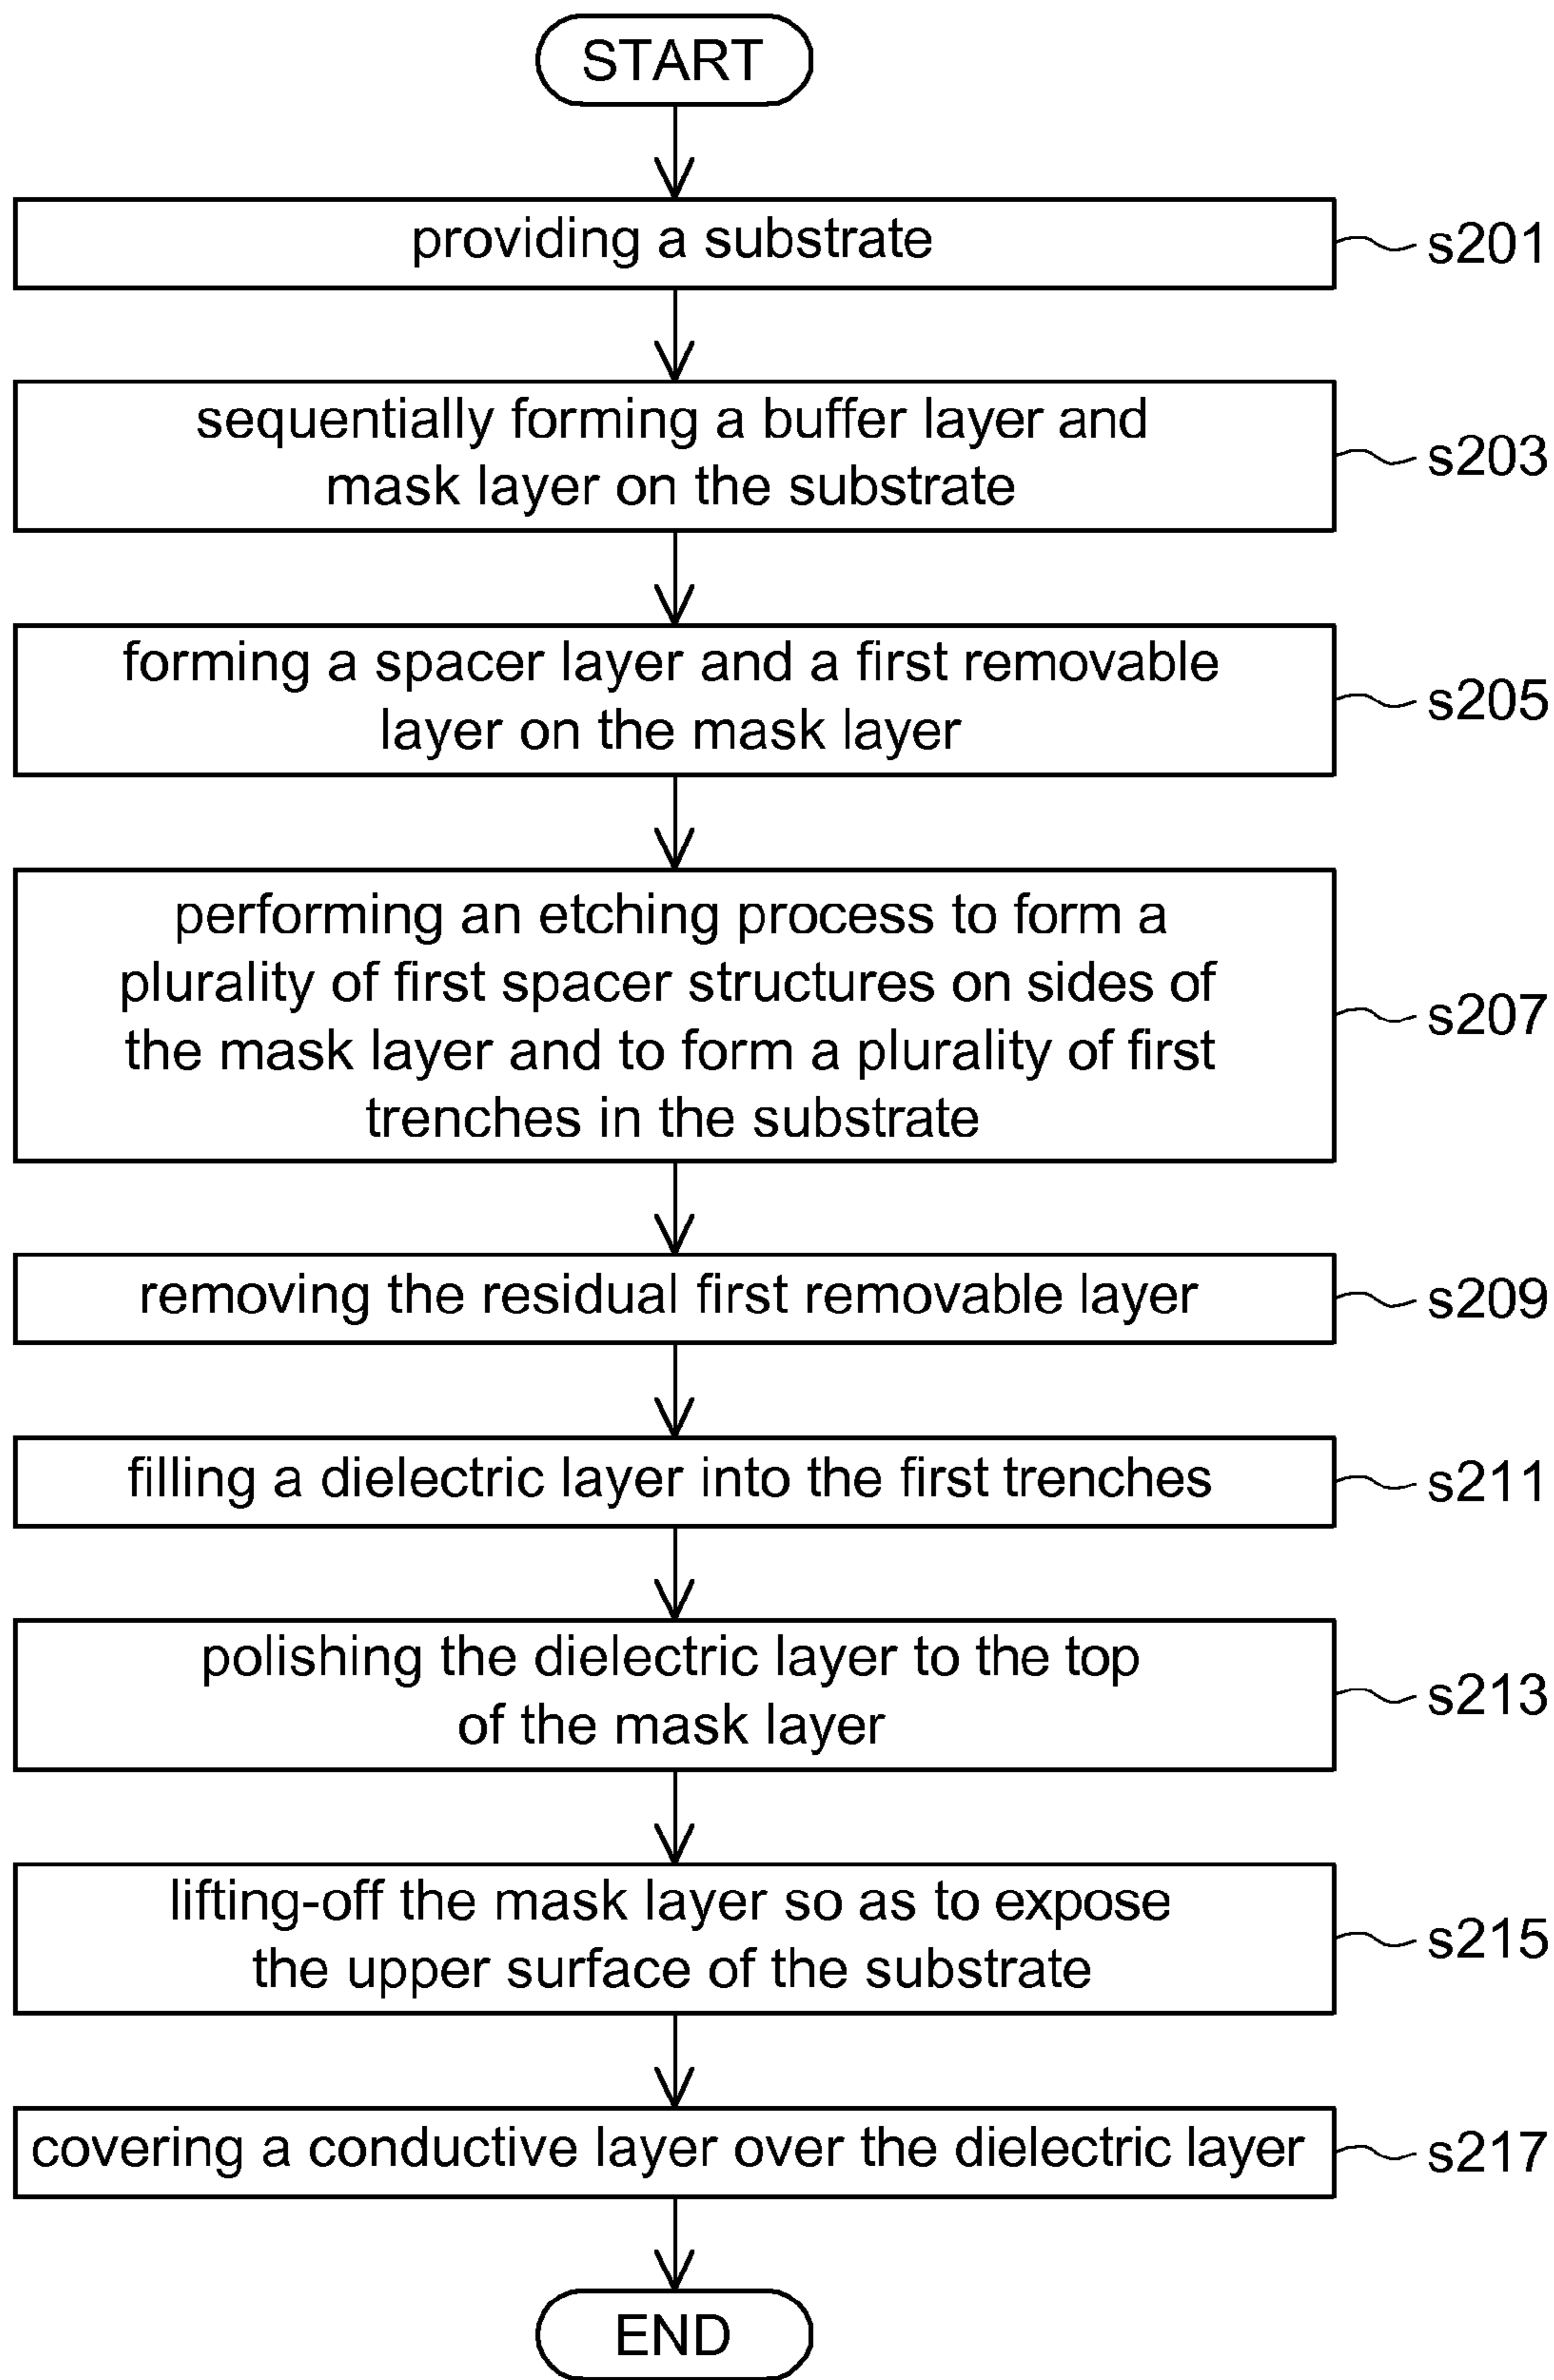 START
providing a substrate
s201
sequentially forming a buffer layer and
mask layer on the substrate
s203
forming a spacer layer and a first removable
layer on the mask layer
s205
performing an etching process to form a
plurality of first spacer structures on sides of
the mask layer and to form a plurality of first
trenches in the substrate
s207
removing the residual first removable layer
s209
filling a dielectric layer into the first trenches
s211
polishing the dielectric layer to the top
of the mask layer
s213
lifting-off the mask layer so as to expose
the upper surface of the substrate
s215
covering a conductive layer over the dielectric layer
s217
END